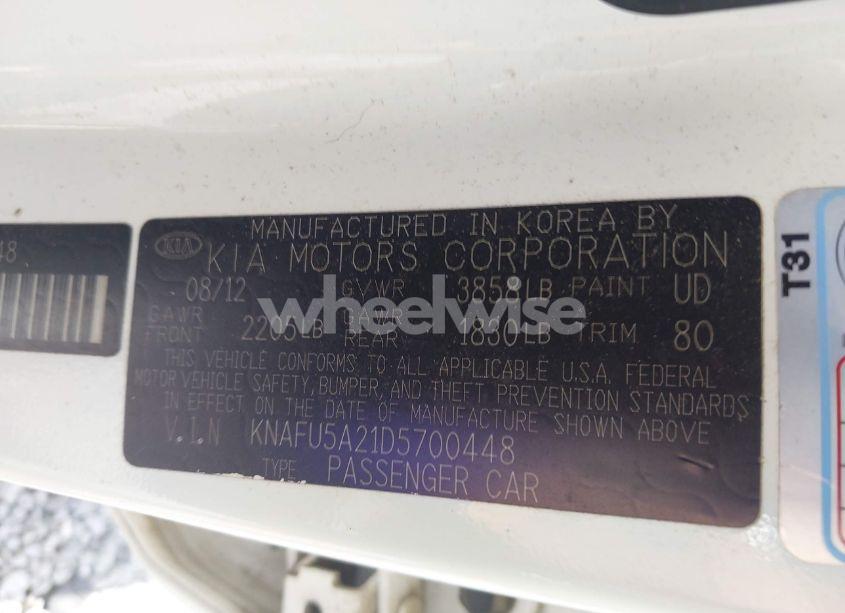 48
KIA
MANUFACTURED IN KOREA BY
KIA MOTORS CORPORATION
08/12 GVWR 3858LB PAINT UD
GAWR FRONT 2205LB GAWR REAR 1830LB TRIM 80
THIS VEHICLE CONFORMS TO ALL APPLICABLE U.S.A. FEDERAL
MOTOR VEHICLE SAFETY, BUMPER, AND THEFT PREVENTION STANDARDS
IN EFFECT ON THE DATE OF MANUFACTURE SHOWN ABOVE
V.I.N KNAFU5A21D5700448
TYPE PASSENGER CAR
T31
wheelwise